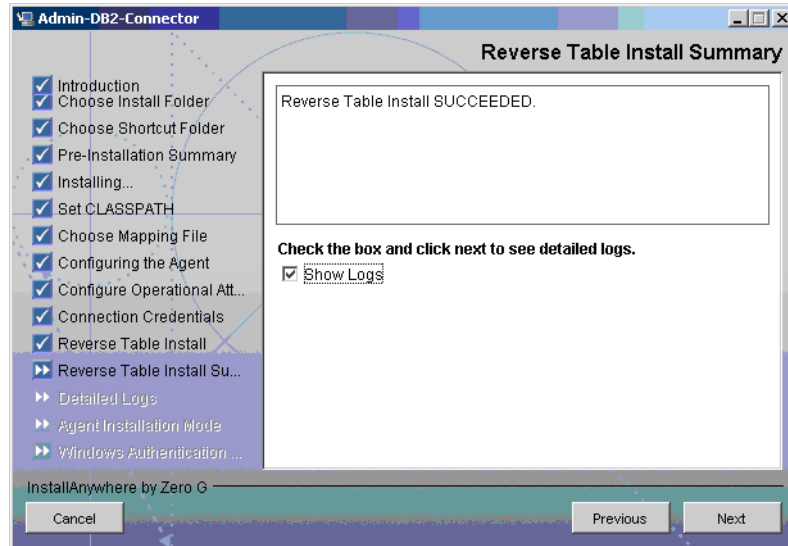 Admin-DB2-Connector
Reverse Table Install Summary
Introduction
Choose Install Folder
Choose Shortcut Folder
Pre-Installation Summary
Installing...
Set CLASSPATH
Choose Mapping File
Configuring the Agent
Configure Operational Att...
Connection Credentials
Reverse Table Install
Reverse Table Install Su...
Detailed Logs
Agent Installation Mode
Windows Authentication ...
Reverse Table Install SUCCEEDED.
Check the box and click next to see detailed logs.
Show Logs
InstallAnywhere by Zero G
Cancel
Previous
Next